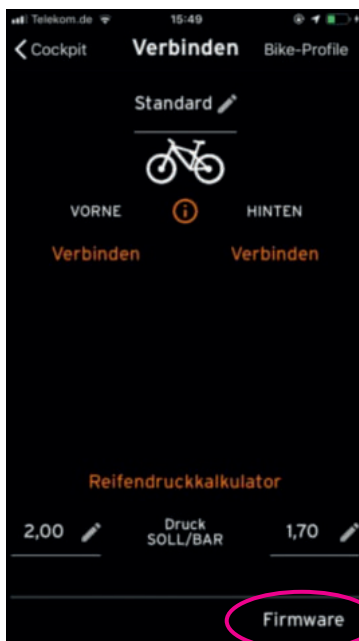 Telekom.de 15:49
Cockpit Verbinden Bike-Profile
Standard
VORNE i HINTEN
Verbinden Verbinden
Reifendruckkalkulator
2,00 Druck SOLL/BAR 1,70
Firmware